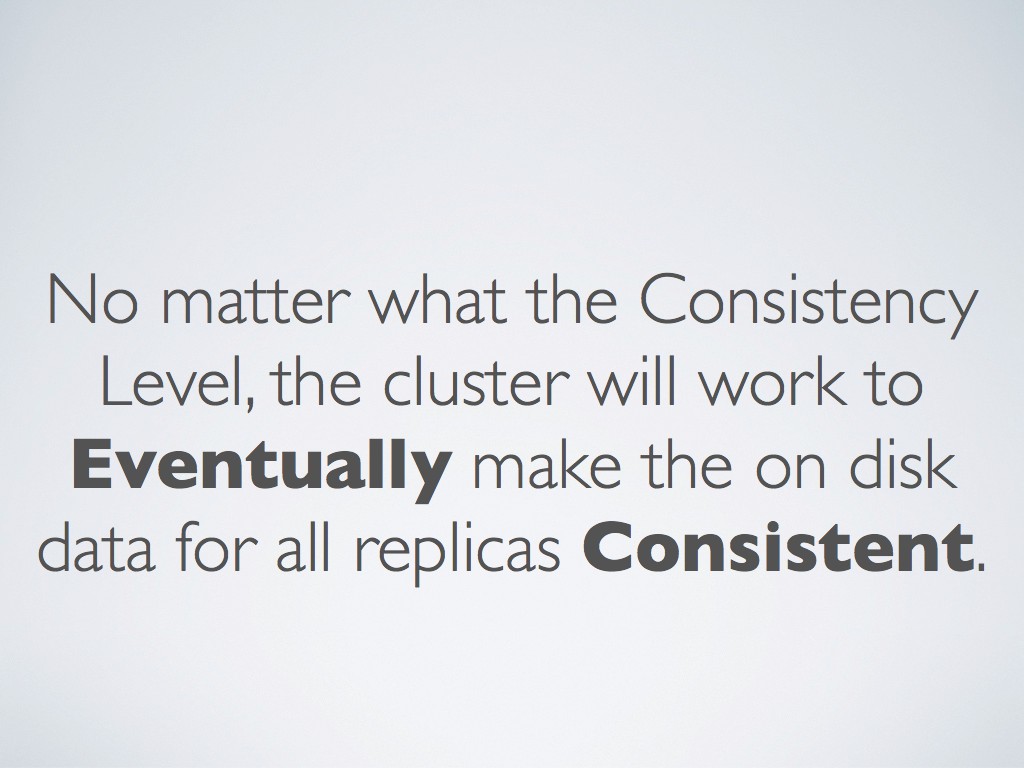 No matter what the Consistency
Level, the cluster will work to
Eventually make the on disk
data for all replicas Consistent.